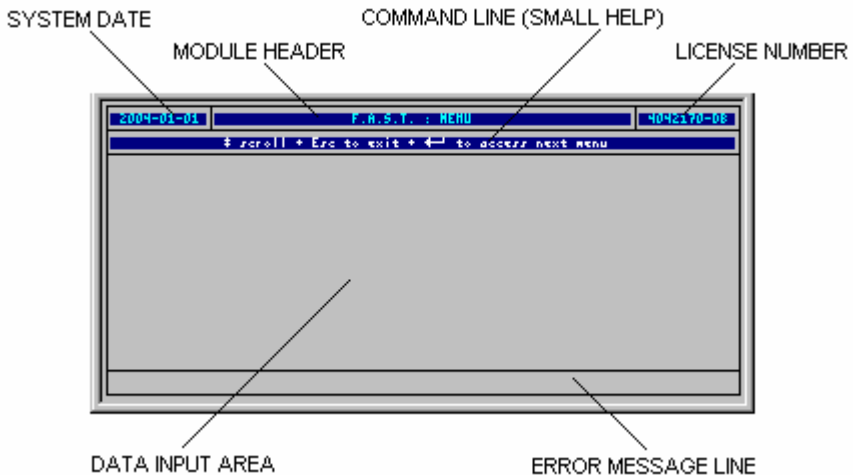 SYSTEM DATE
COMMAND LINE (SMALL HELP)
MODULE HEADER
LICENSE NUMBER
2004-01-01
F.A.S.T. : MENU
4042170-DB
↕ scroll * Esc to exit * ↵ to access next menu
DATA INPUT AREA
ERROR MESSAGE LINE